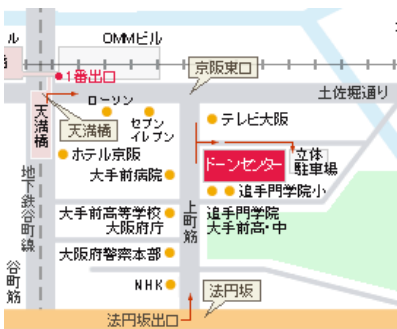 ル
OMMビル
1番出口
京阪東口
土佐堀通り
ローソン
セブン
イレブン
テレビ大阪
天満橋
天満橋
ホテル京阪
ドーンセンター
立体
駐車場
大手前病院
追手門学院小
地下鉄谷町線
上町筋
大手前高等学校
大阪府庁
追手門学院
大手前高・中
大阪府警察本部
谷町筋
NHK
法円坂
法円坂出口